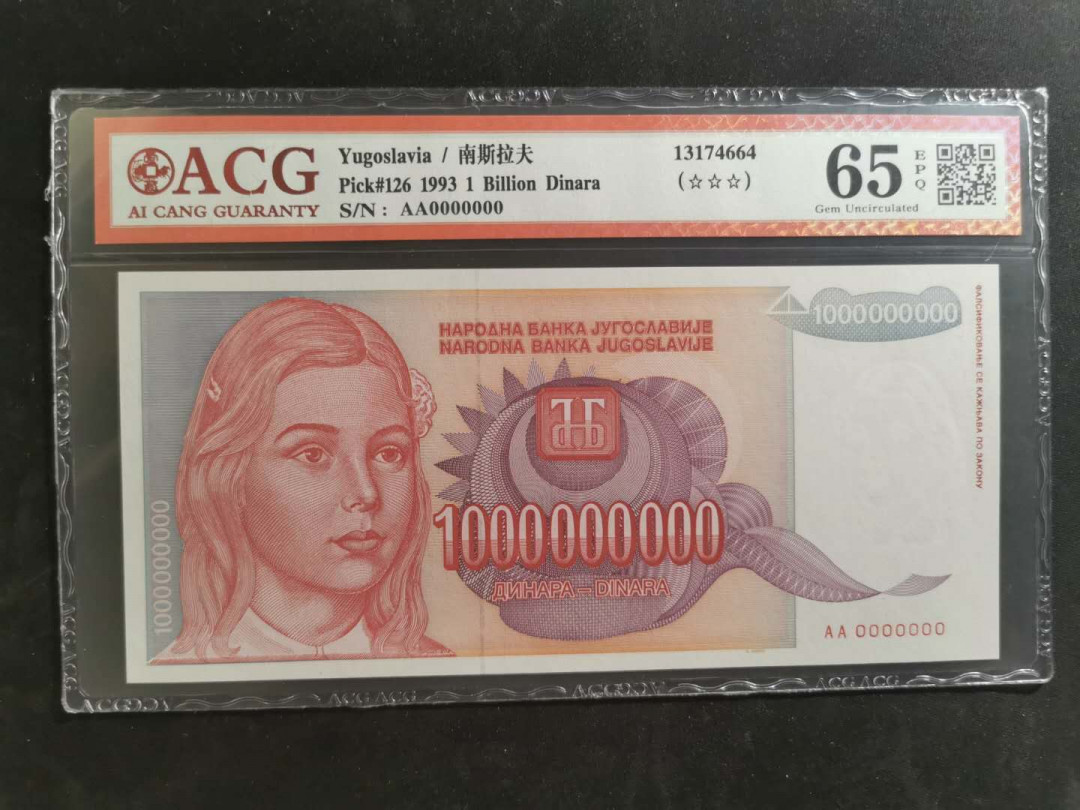 ACG
AI CANG GUARANTY
Yugoslavia / 南斯拉夫
Pick#126 1993 1 Billion Dinara
S/N : AA0000000
13174664
(☆☆☆)
65
EPQ
Gem Uncirculated
НАРОДНА БАНКА ЈУГОСЛАВИЈЕ
NARODNA BANKA JUGOSLAVIJE
1000000000
1000000000
ДИНАРА – DINARA
1000000000
ФАЛСИФИКОВАЊЕ СЕ КАЖЊАВА ПО ЗАКОНУ
AA 0000000